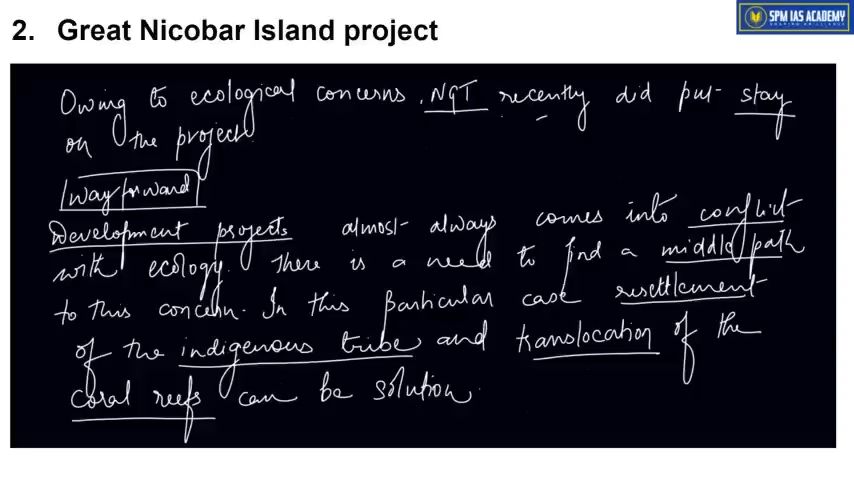 2. Great Nicobar Island project
SPM IAS ACADEMY
Owing to ecological concerns, NGT recently did put stay
on the project.
Way forward
Development projects almost always comes into conflict
with ecology. There is a need to find a middle path
to this concern. In this particular case resettlement
of the indigenous tribe and translocation of the
coral reefs can be solution.